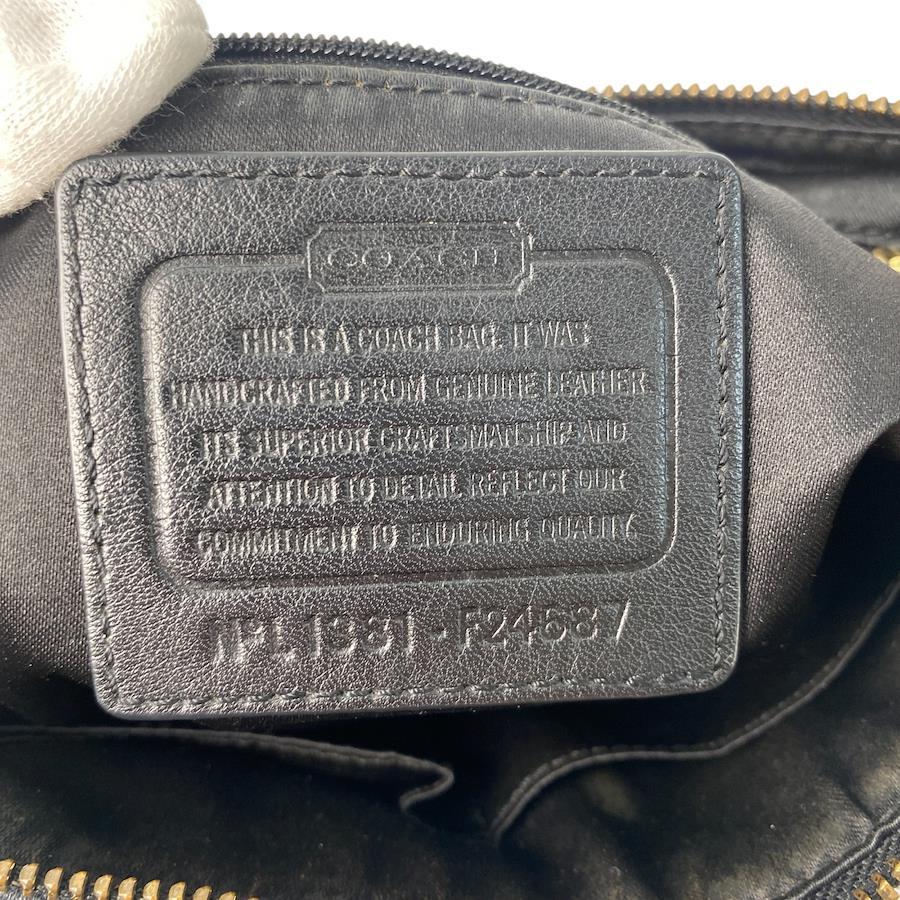 COACH
THIS IS A COACH BAG. IT WAS
HANDCRAFTED FROM GENUINE LEATHER.
ITS SUPERIOR CRAFTSMANSHIP AND
ATTENTION TO DETAIL REFLECT OUR
COMMITMENT TO ENDURING QUALITY.